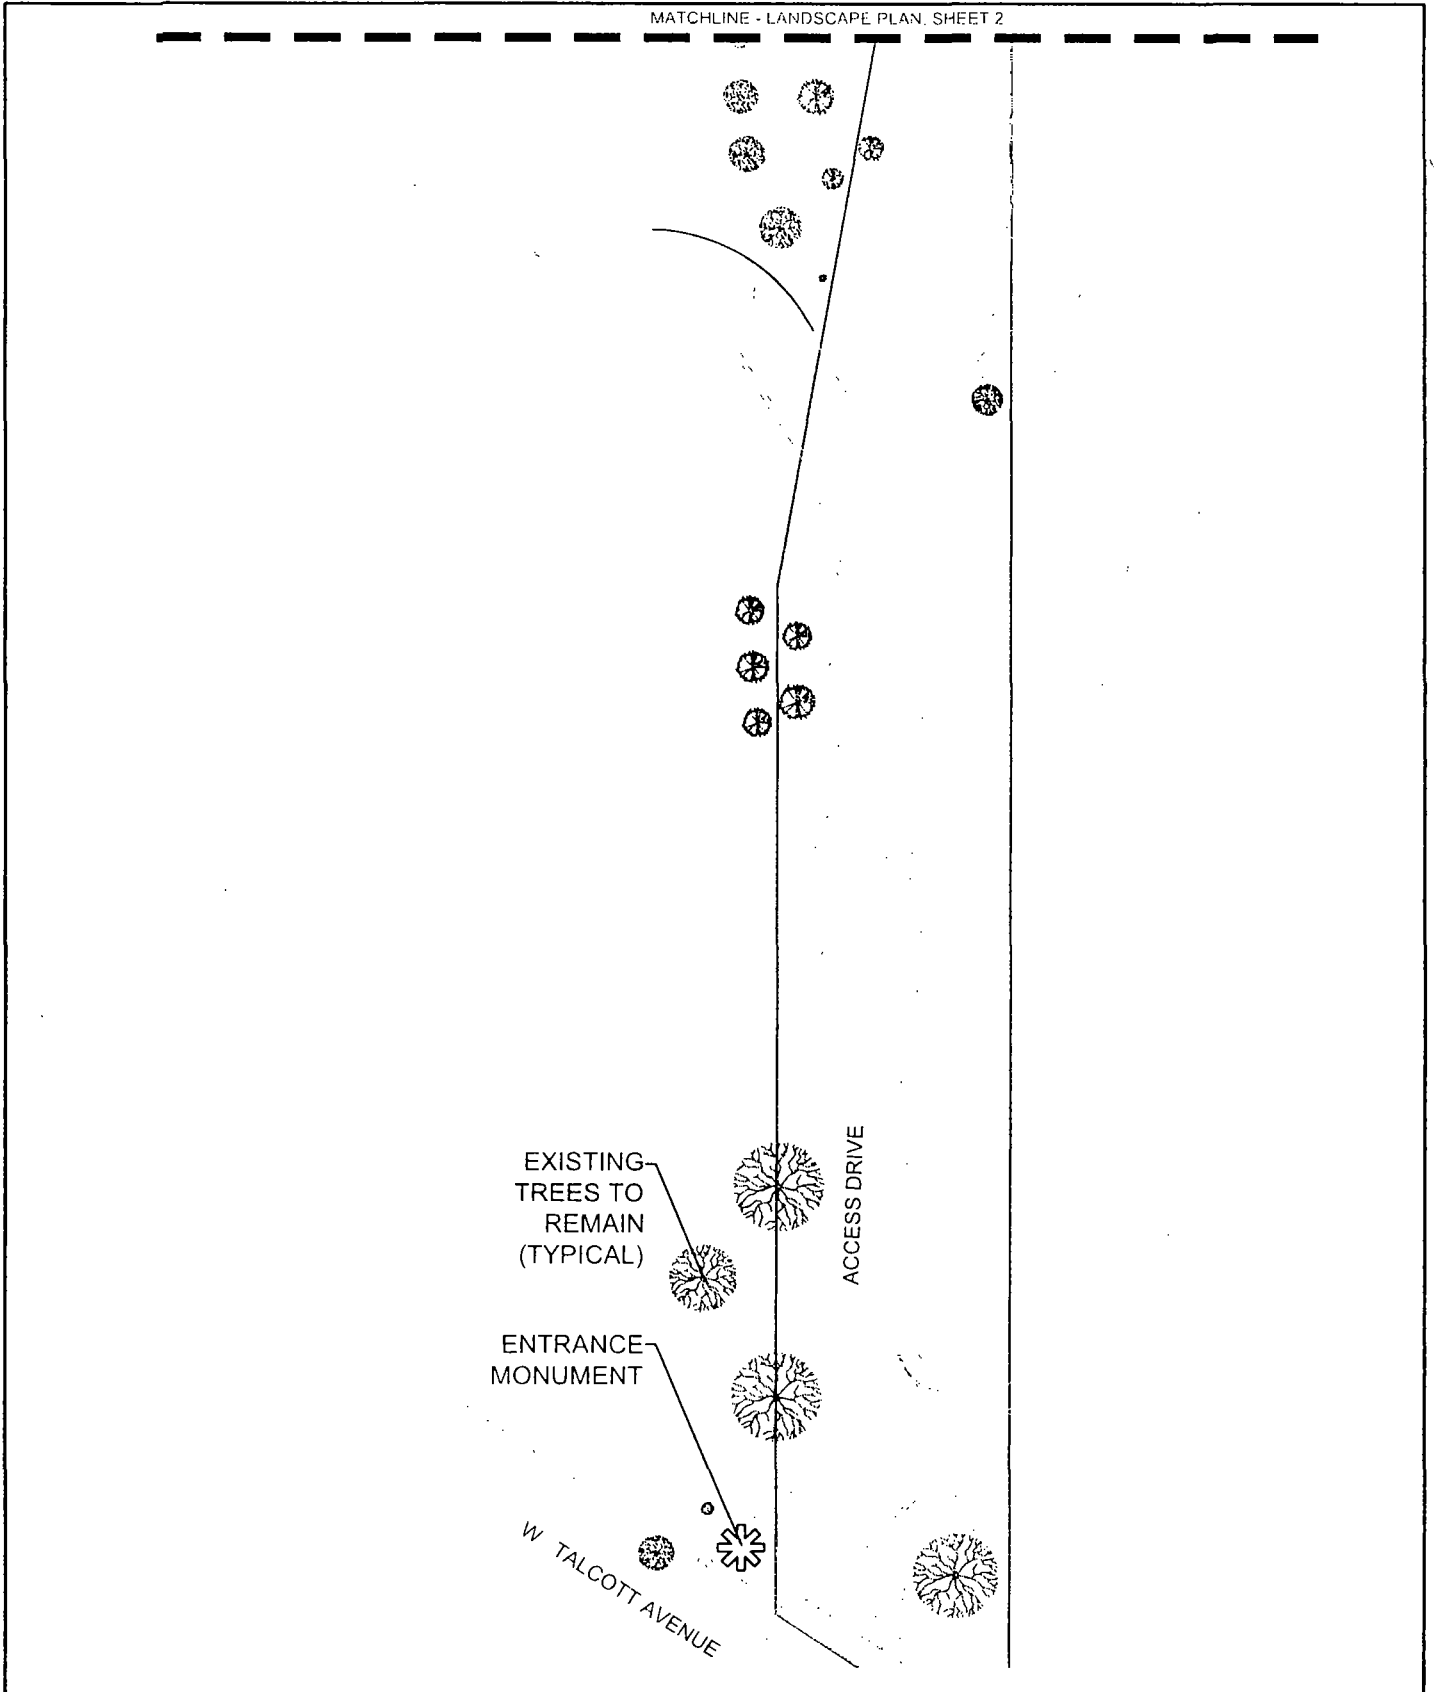 MATCHLINE - LANDSCAPE PLAN, SHEET 2
EXISTING
TREES TO
REMAIN
(TYPICAL)
ACCESS DRIVE
ENTRANCE
MONUMENT
W TALCOTT AVENUE